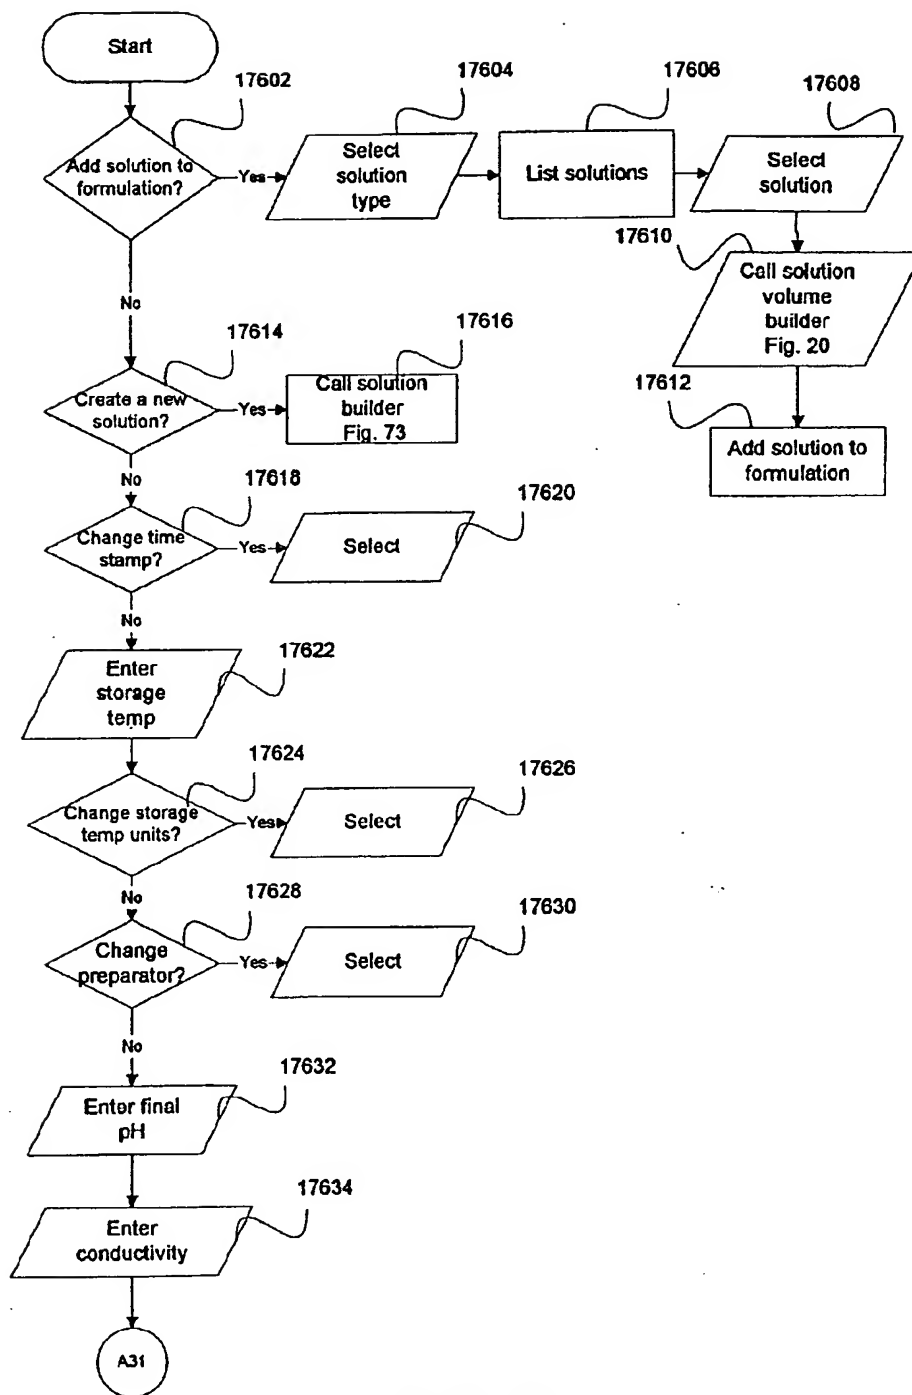 Start
17602
17604
17606
17608
Add solution to
formulation?
Yes
Select
solution
type
List solutions
Select
solution
17610
Call solution
volume
builder
Fig. 20
No
17612
Add solution to
formulation
17614
17616
Create a new
solution?
Yes
Call solution
builder
Fig. 73
No
17618
17620
Change time
stamp?
Yes
Select
No
17622
Enter
storage
temp
17624
17626
Change storage
temp units?
Yes
Select
No
17628
17630
Change
preparator?
Yes
Select
No
17632
Enter final
pH
17634
Enter
conductivity
A31